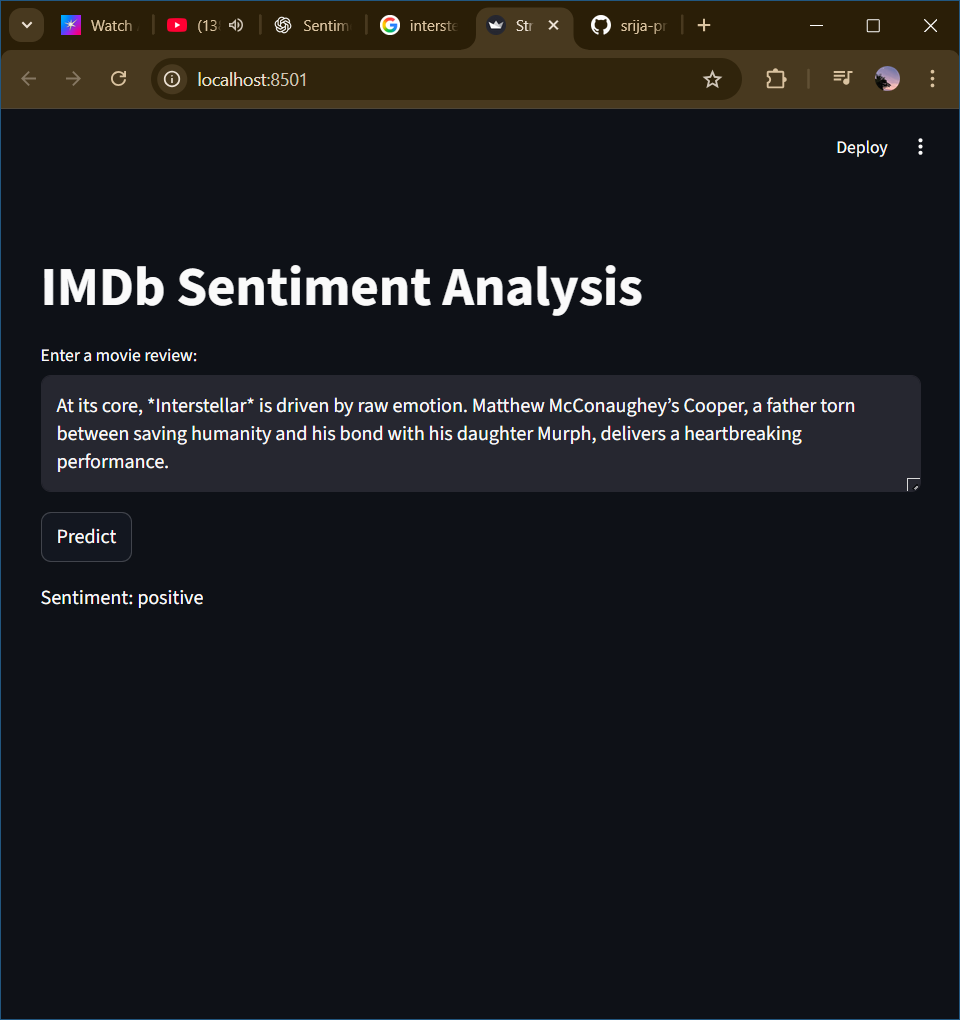 Watch
(13
Sentim
interste
Str
srija-pr
localhost:8501
Deploy
IMDb Sentiment Analysis
Enter a movie review:
At its core, *Interstellar* is driven by raw emotion. Matthew McConaughey’s Cooper, a father torn
between saving humanity and his bond with his daughter Murph, delivers a heartbreaking
performance.
Predict
Sentiment: positive